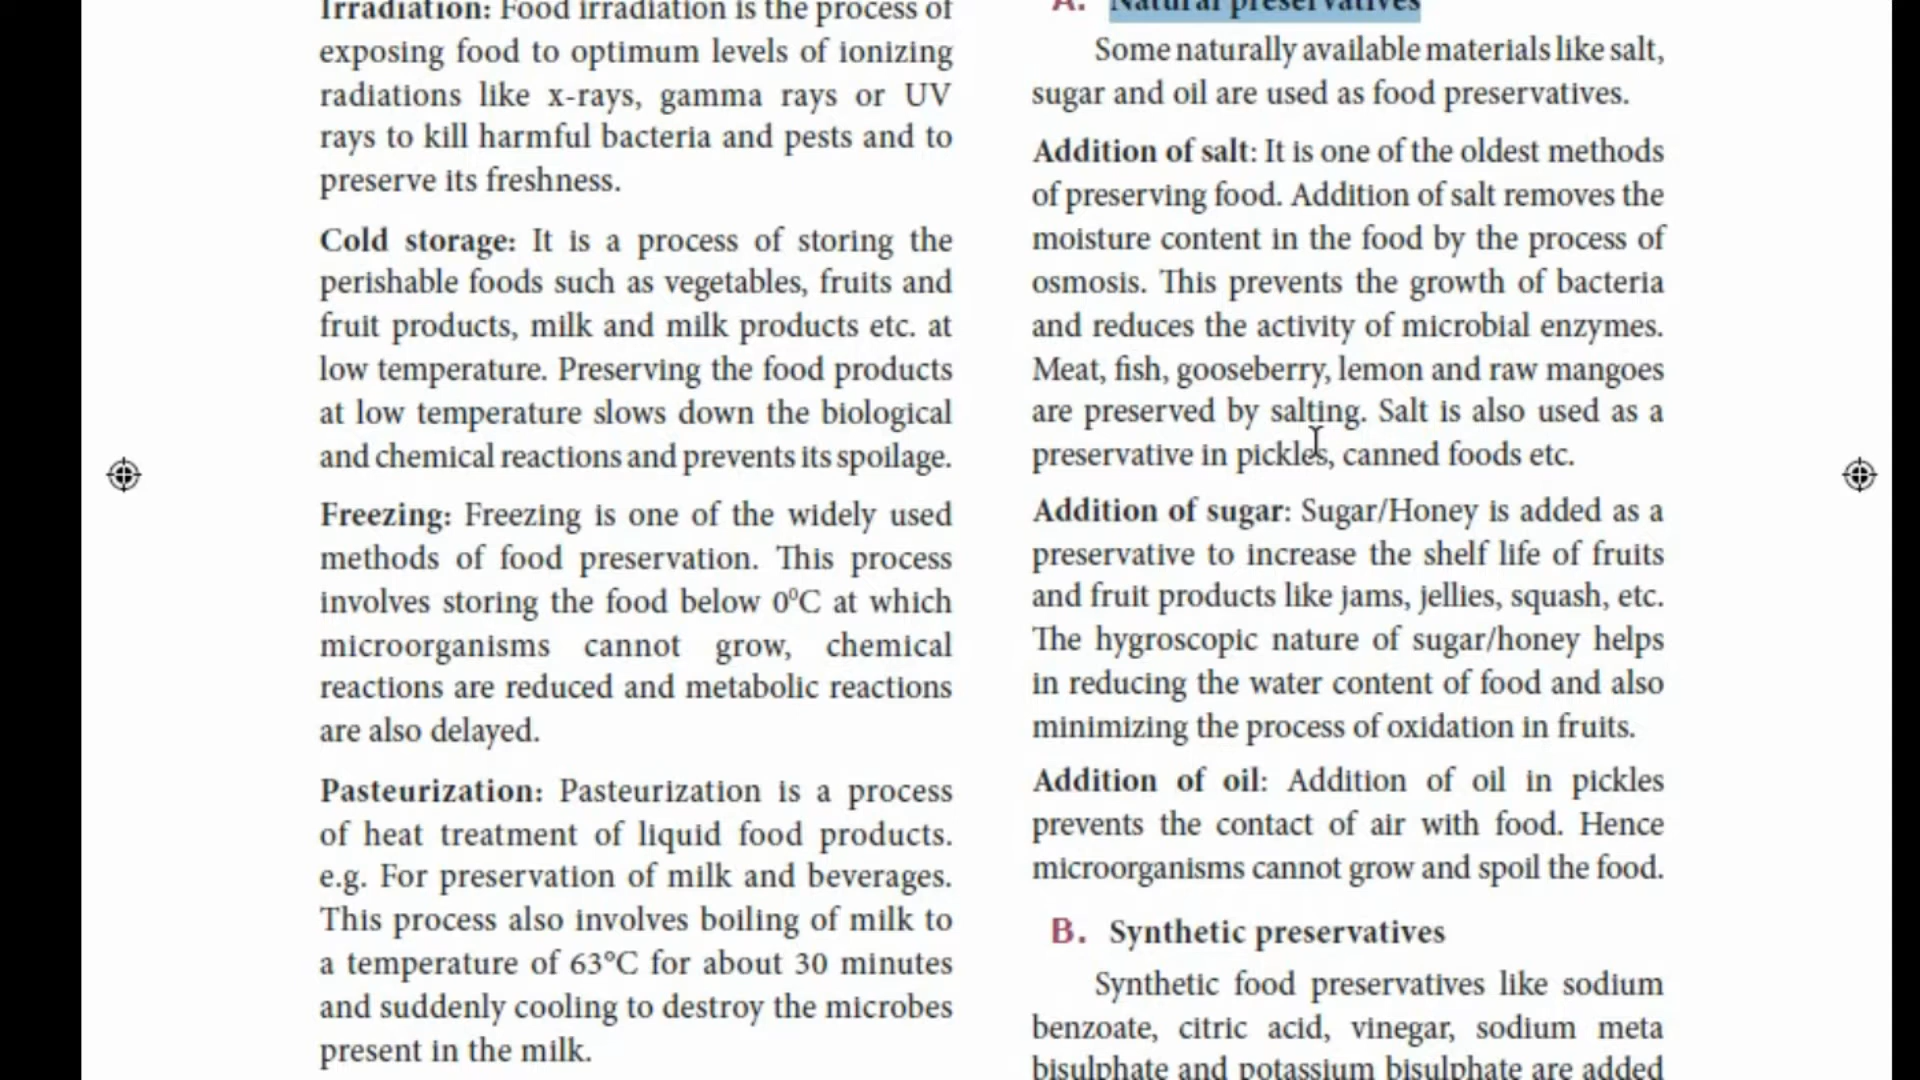 Irradiation: Food irradiation is the process of
exposing food to optimum levels of ionizing
radiations like x-rays, gamma rays or UV
rays to kill harmful bacteria and pests and to
preserve its freshness.
Cold storage: It is a process of storing the
perishable foods such as vegetables, fruits and
fruit products, milk and milk products etc. at
low temperature. Preserving the food products
at low temperature slows down the biological
and chemical reactions and prevents its spoilage.
Freezing: Freezing is one of the widely used
methods of food preservation. This process
involves storing the food below 0⁰C at which
microorganisms cannot grow, chemical
reactions are reduced and metabolic reactions
are also delayed.
Pasteurization: Pasteurization is a process
of heat treatment of liquid food products.
e.g. For preservation of milk and beverages.
This process also involves boiling of milk to
a temperature of 63°C for about 30 minutes
and suddenly cooling to destroy the microbes
present in the milk.
A. Natural preservatives
Some naturally available materials like salt,
sugar and oil are used as food preservatives.
Addition of salt: It is one of the oldest methods
of preserving food. Addition of salt removes the
moisture content in the food by the process of
osmosis. This prevents the growth of bacteria
and reduces the activity of microbial enzymes.
Meat, fish, gooseberry, lemon and raw mangoes
are preserved by salting. Salt is also used as a
preservative in pickles, canned foods etc.
Addition of sugar: Sugar/Honey is added as a
preservative to increase the shelf life of fruits
and fruit products like jams, jellies, squash, etc.
The hygroscopic nature of sugar/honey helps
in reducing the water content of food and also
minimizing the process of oxidation in fruits.
Addition of oil: Addition of oil in pickles
prevents the contact of air with food. Hence
microorganisms cannot grow and spoil the food.
B. Synthetic preservatives
Synthetic food preservatives like sodium
benzoate, citric acid, vinegar, sodium meta
bisulphate and potassium bisulphate are added